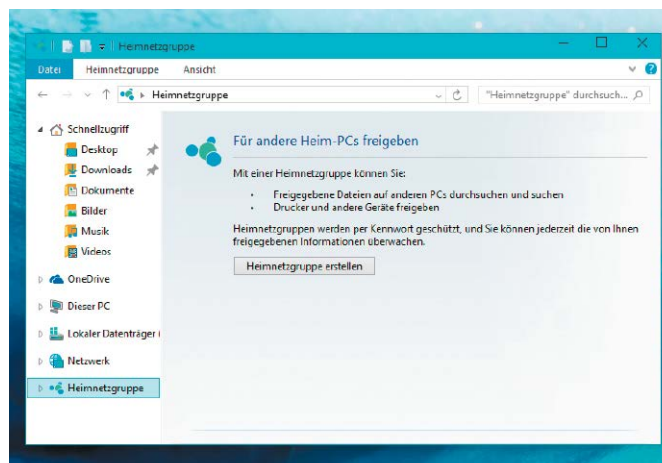 Heimnetzgruppe
Datei Heimnetzgruppe Ansicht
Heimnetzgruppe "Heimnetzgruppe" durchsuch...
Schnellzugriff
Desktop
Downloads
Dokumente
Bilder
Musik
Videos
OneDrive
Dieser PC
Lokaler Datenträger (
Netzwerk
Heimnetzgruppe
Für andere Heim-PCs freigeben
Mit einer Heimnetzgruppe können Sie:
• Freigegebene Dateien auf anderen PCs durchsuchen und suchen
• Drucker und andere Geräte freigeben
Heimnetzgruppen werden per Kennwort geschützt, und Sie können jederzeit die von Ihnen
freigegebenen Informationen überwachen.
Heimnetzgruppe erstellen